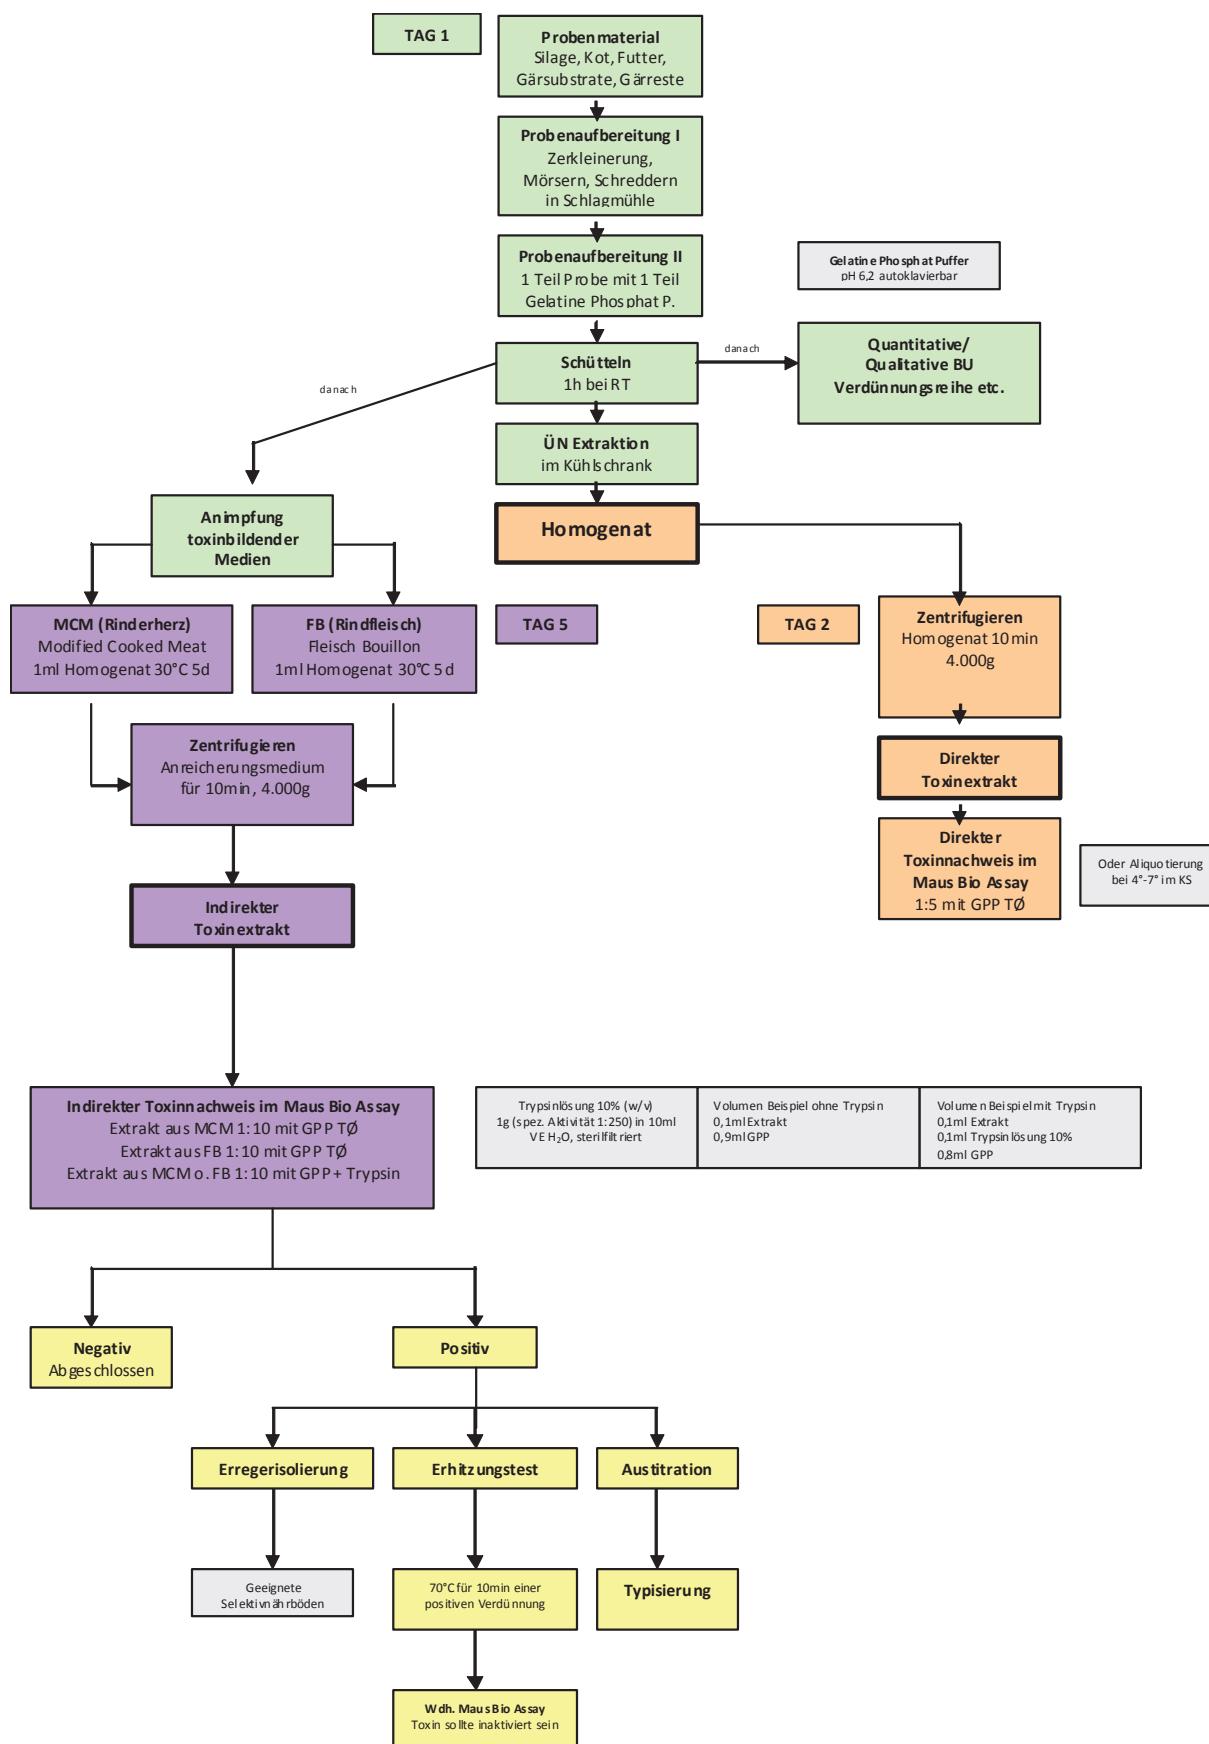 TAG 1
Probenmaterial
Silage, Kot, Futter,
Gärsubstrate, Gärreste
Probenaufbereitung I
Zerkleinerung,
Mörsern, Schreddern
in Schlagmühle
Probenaufbereitung II
1 Teil Probe mit 1 Teil
Gelatine Phosphat P.
Gelatine Phosphat Puffer
pH 6,2 autoklavierbar
Schütteln
1h bei RT
danach
danach
Quantitative/
Qualitative BU
Verdünnungsreihe etc.
ÜN Extraktion
im Kühlschrank
Animpfung
toxinbildender
Medien
Homogenat
MCM (Rinderherz)
Modified Cooked Meat
1ml Homogenat 30°C 5d
FB (Rindfleisch)
Fleisch Bouillon
1ml Homogenat 30°C 5d
TAG 5
TAG 2
Zentrifugieren
Homogenat 10min
4.000g
Zentrifugieren
Anreicherungsmedium
für 10min, 4.000g
Direkter
Toxinextrakt
Direkter
Toxinnachweis im
Maus Bio Assay
1:5 mit GPP TØ
Oder Aliquotierung
bei 4°-7° im KS
Indirekter
Toxinextrakt
Indirekter Toxinnachweis im Maus Bio Assay
Extrakt aus MCM 1:10 mit GPP TØ
Extrakt aus FB 1:10 mit GPP TØ
Extrakt aus MCM o. FB 1:10 mit GPP + Trypsin
Trypsinlösung 10% (w/v)
1g (spez. Aktivität 1:250) in 10ml
VE H₂O, sterilfiltriert
Volumen Beispiel ohne Trypsin
0,1ml Extrakt
0,9ml GPP
Volumen Beispiel mit Trypsin
0,1ml Extrakt
0,1ml Trypsinlösung 10%
0,8ml GPP
Negativ
Abgeschlossen
Positiv
Erregerisolierung
Erhitzungstest
Austitration
Geeignete
Selektivnährböden
70°C für 10min einer
positiven Verdünnung
Typisierung
Wdh. Maus Bio Assay
Toxin sollte inaktiviert sein